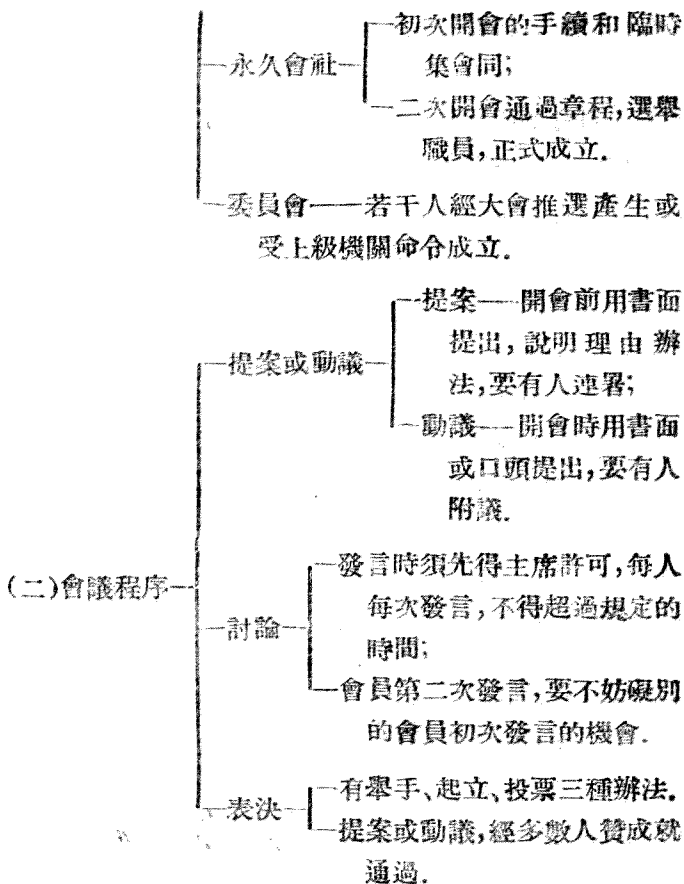 初次開會的手續和臨時
永久會社
集會同;
二次開會通過章程,選舉
職員,正式成立.
委員會——若干人經大會推選產生或
受上級機關命令成立.
提案——開會前用書面
提出,說明理由辦
提案或動議
法,要有人連署;
動議——開會時用書面
或口頭提出,要有人
附議.
發言時須先得主席許可,每人
(二)會議程序
每次發言,不得超過規定的
討論
時間;
會員第二次發言,要不妨礙別
的會員初次發言的機會.
有舉手、起立、投票三種辦法.
表決
提案或動議,經多數人贊成就
通過.